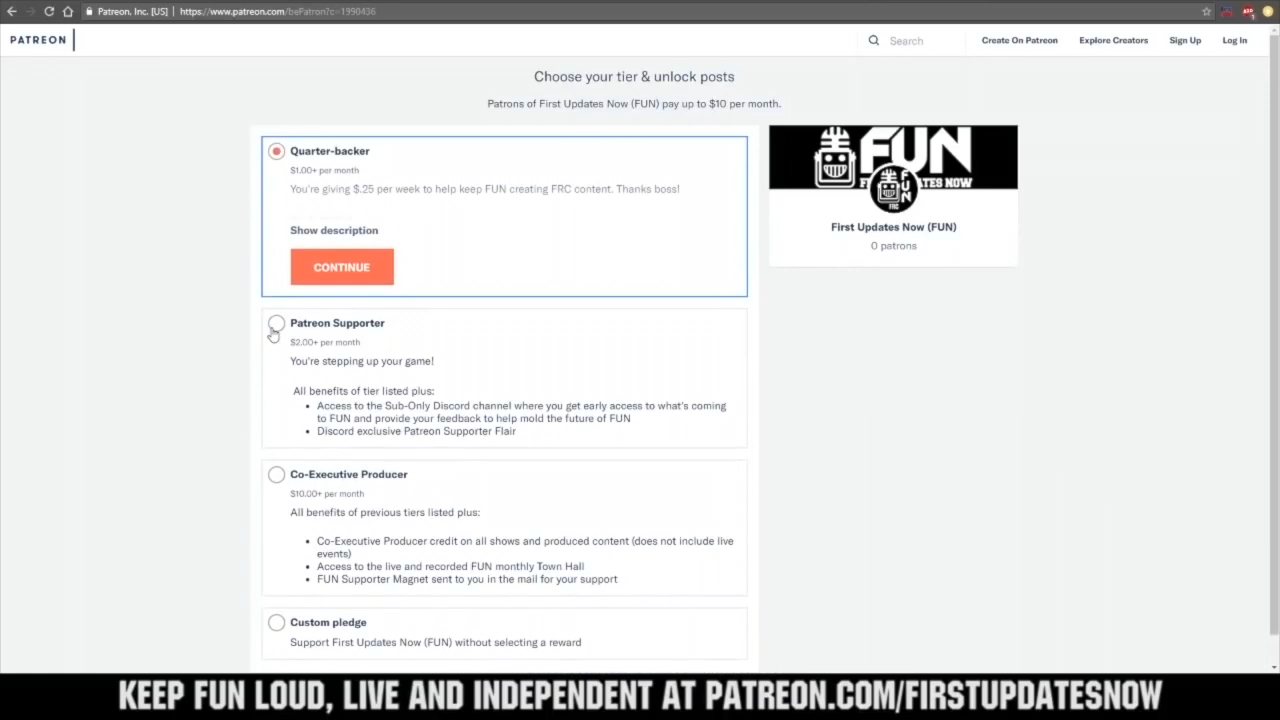 Patreon, Inc. [US] | https://www.patreon.com/bePatron?c=1990436
PATREON
Search
Create On Patreon
Explore Creators
Sign Up
Log In
Choose your tier & unlock posts
Patrons of First Updates Now (FUN) pay up to $10 per month.
Quarter-backer
$1.00+ per month
You're giving $.25 per week to help keep FUN creating FRC content. Thanks boss!
Show description
CONTINUE
FUN
First Updates Now (FUN)
0 patrons
Patreon Supporter
$2.00+ per month
You're stepping up your game!
All benefits of tier listed plus:
• Access to the Sub-Only Discord channel where you get early access to what's coming
to FUN and provide your feedback to help mold the future of FUN
• Discord exclusive Patreon Supporter Flair
Co-Executive Producer
$10.00+ per month
All benefits of previous tiers listed plus:
• Co-Executive Producer credit on all shows and produced content (does not include live
events)
• Access to the live and recorded FUN monthly Town Hall
• FUN Supporter Magnet sent to you in the mail for your support
Custom pledge
Support First Updates Now (FUN) without selecting a reward
KEEP FUN LOUD, LIVE AND INDEPENDENT AT PATREON.COM/FIRSTUPDATESNOW